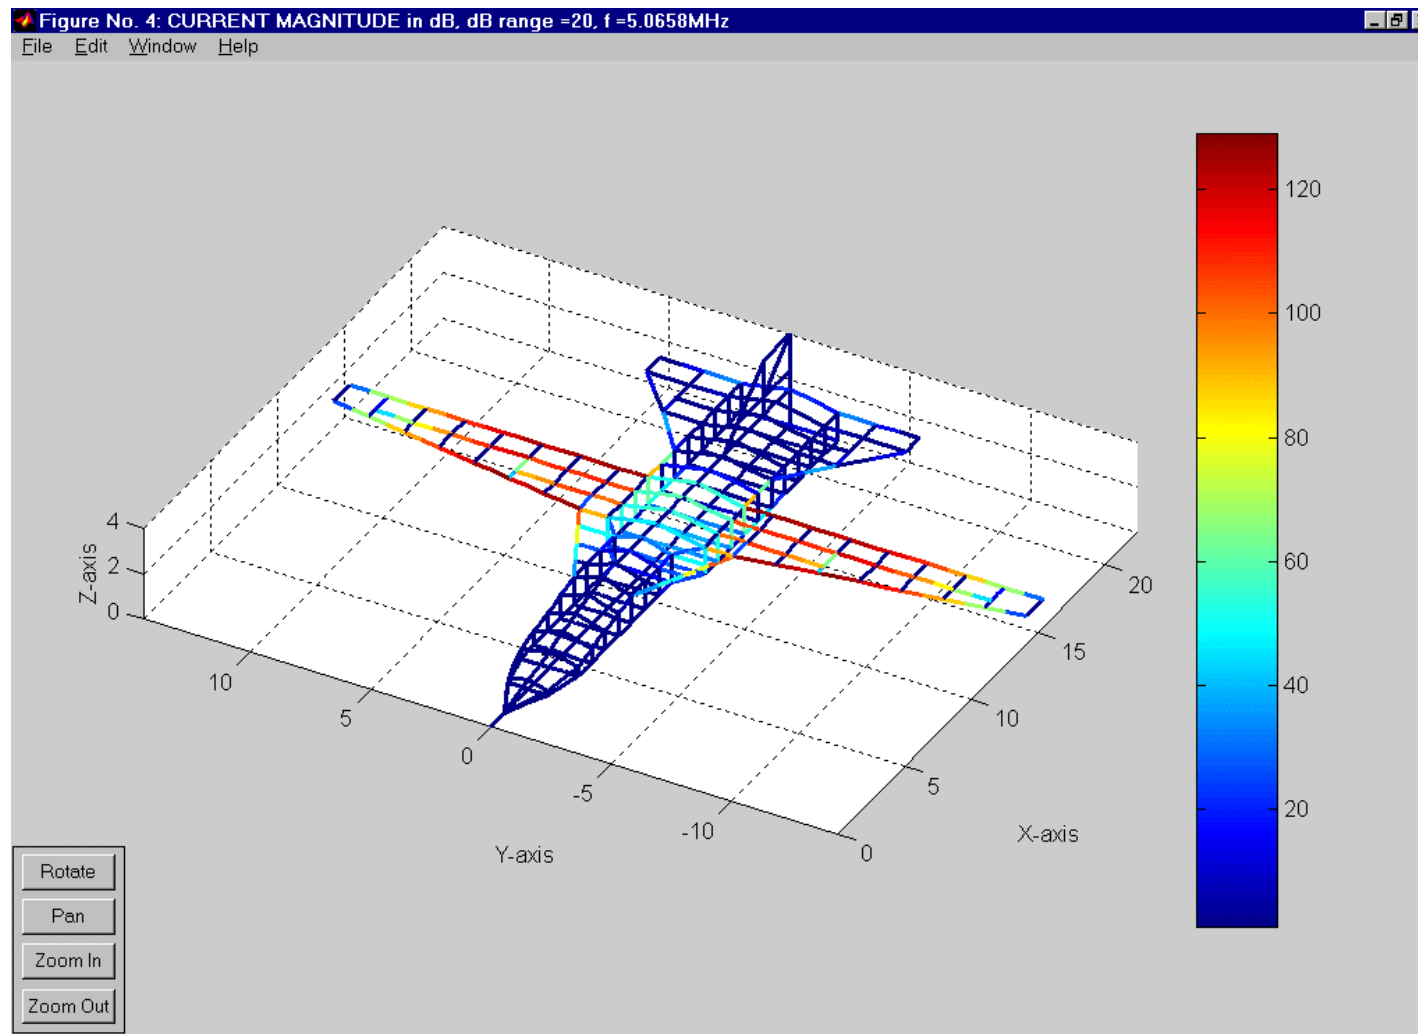 Figure No. 4: CURRENT MAGNITUDE in dB, dB range =20, f =5.0658MHz
File Edit Window Help
120
100
80
60
40
20
4
2
0
Z-axis
10
5
0
-5
-10
Y-axis
0
5
10
15
20
X-axis
Rotate
Pan
Zoom In
Zoom Out